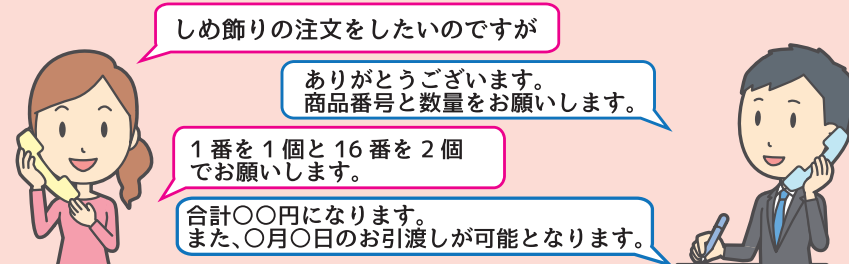 しめ飾りの注文をしたいのですが
ありがとうございます。
商品番号と数量をお願いします。
1番を1個と16番を2個
でお願いします。
合計〇〇円になります。
また、〇月〇日のお引渡しが可能となります。